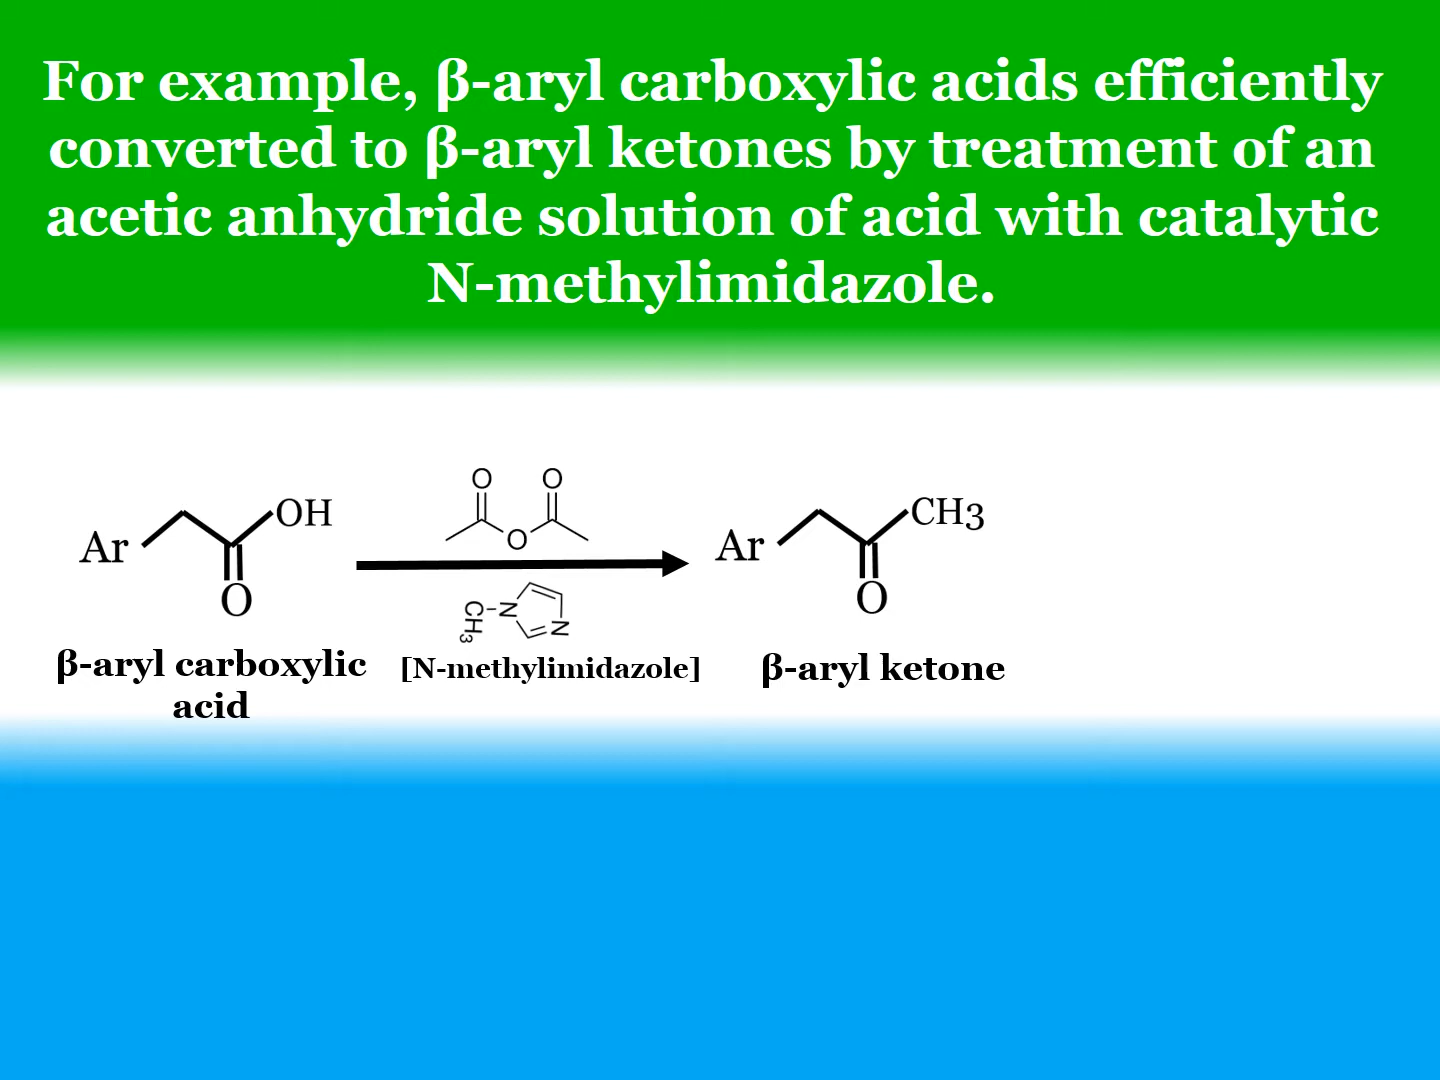 For example, β-aryl carboxylic acids efficiently
converted to β-aryl ketones by treatment of an
acetic anhydride solution of acid with catalytic
N-methylimidazole.
O O
O
OH
Ar
O
CH3
Ar
O
N
N
CH3
β-aryl carboxylic
acid
[N-methylimidazole]
β-aryl ketone